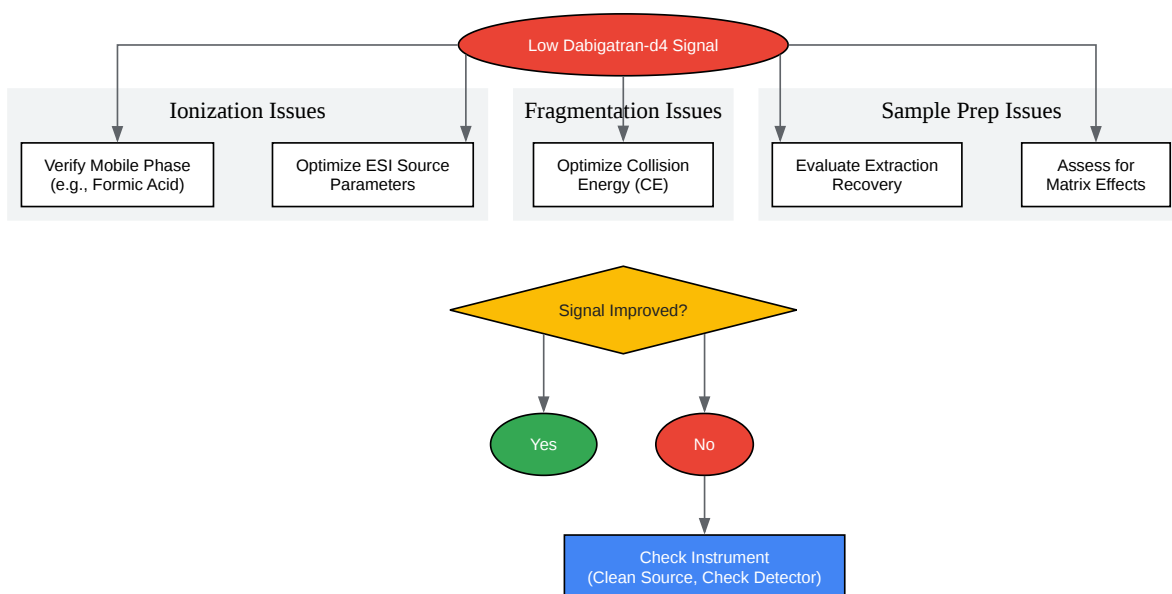 Low Dabigatran-d4 Signal
Ionization Issues
Fragmentation Issues
Sample Prep Issues
Verify Mobile Phase
(e.g., Formic Acid)
Optimize ESI Source
Parameters
Optimize Collision
Energy (CE)
Evaluate Extraction
Recovery
Assess for
Matrix Effects
Signal Improved?
Yes
No
Check Instrument
(Clean Source, Check Detector)